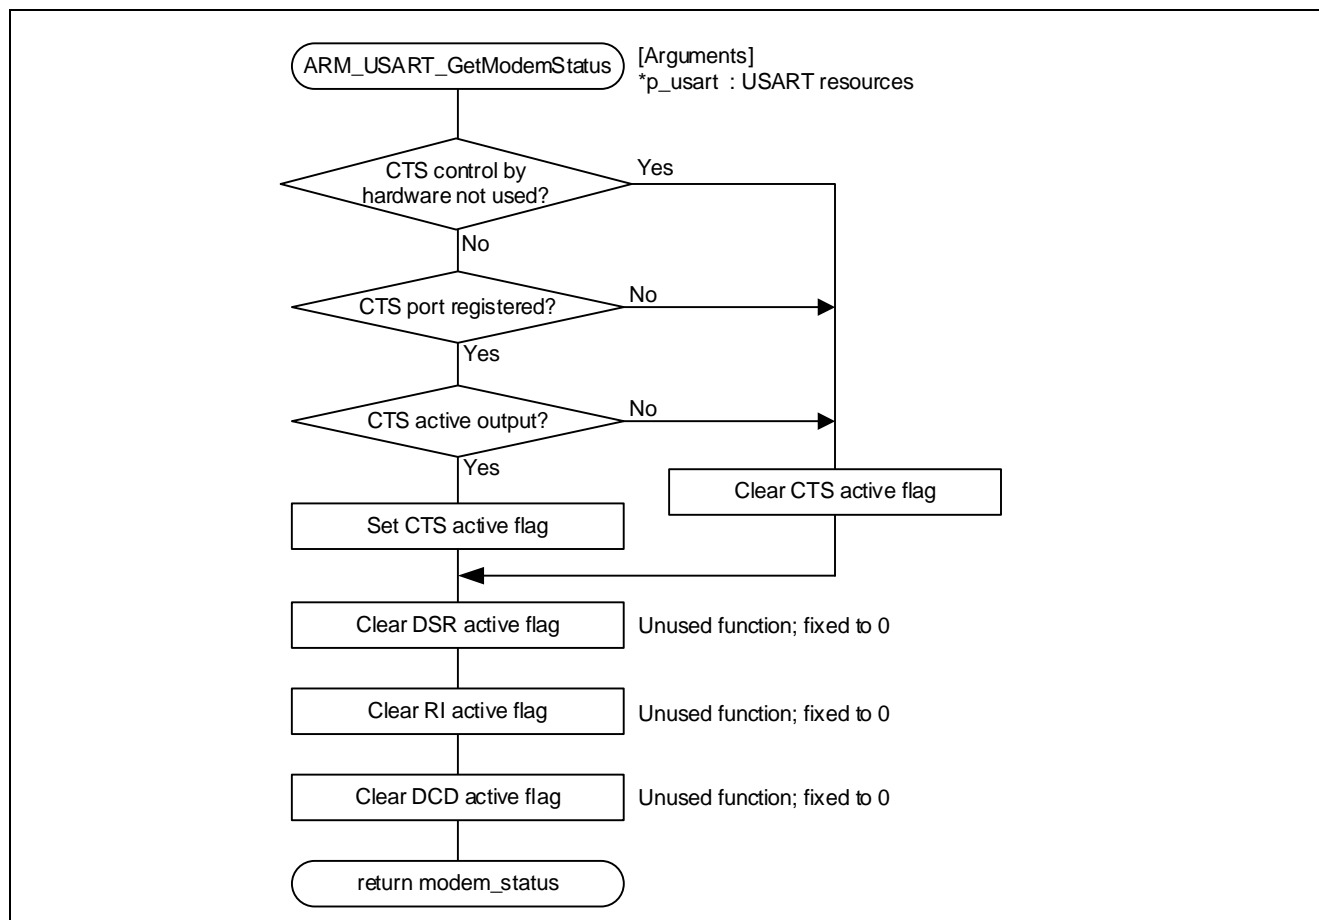 ARM_USART_GetModemStatus
[Arguments]
*p_usart : USART resources
CTS control by
hardware not used?
Yes
No
CTS port registered?
No
Yes
CTS active output?
No
Yes
Clear CTS active flag
Set CTS active flag
Clear DSR active flag
Unused function; fixed to 0
Clear RI active flag
Unused function; fixed to 0
Clear DCD active flag
Unused function; fixed to 0
return modem_status